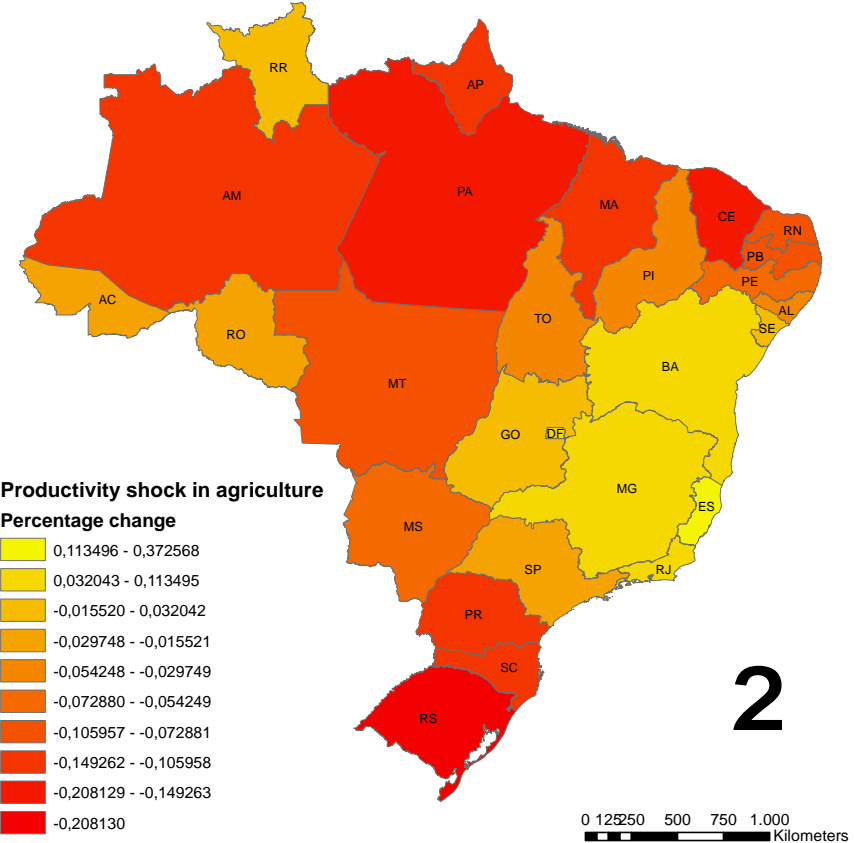 RR
AP
AM
PA
MA
CE
RN
PB
PE
PI
AC
TO
AL
SE
RO
BA
MT
GO
DF
MG
ES
MS
SP
RJ
PR
SC
RS
Productivity shock in agriculture
Percentage change
0,113496 - 0,372568
0,032043 - 0,113495
-0,015520 - 0,032042
-0,029748 - -0,015521
-0,054248 - -0,029749
-0,072880 - -0,054249
-0,105957 - -0,072881
-0,149262 - -0,105958
-0,208129 - -0,149263
-0,208130
2
0 125250 500 750 1.000
Kilometers